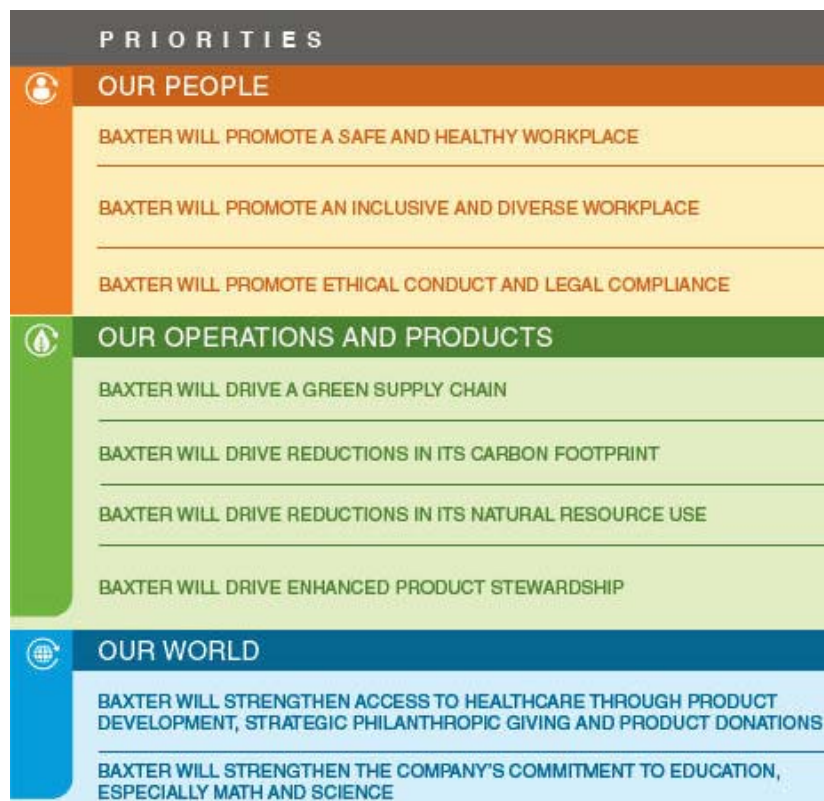 PRIORITIES
OUR PEOPLE
BAXTER WILL PROMOTE A SAFE AND HEALTHY WORKPLACE
BAXTER WILL PROMOTE AN INCLUSIVE AND DIVERSE WORKPLACE
BAXTER WILL PROMOTE ETHICAL CONDUCT AND LEGAL COMPLIANCE
OUR OPERATIONS AND PRODUCTS
BAXTER WILL DRIVE A GREEN SUPPLY CHAIN
BAXTER WILL DRIVE REDUCTIONS IN ITS CARBON FOOTPRINT
BAXTER WILL DRIVE REDUCTIONS IN ITS NATURAL RESOURCE USE
BAXTER WILL DRIVE ENHANCED PRODUCT STEWARDSHIP
OUR WORLD
BAXTER WILL STRENGTHEN ACCESS TO HEALTHCARE THROUGH PRODUCT
DEVELOPMENT, STRATEGIC PHILANTHROPIC GIVING AND PRODUCT DONATIONS
BAXTER WILL STRENGTHEN THE COMPANY'S COMMITMENT TO EDUCATION,
ESPECIALLY MATH AND SCIENCE